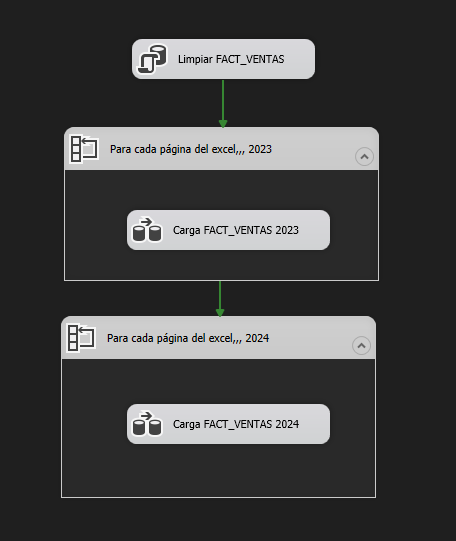 Limpiar FACT_VENTAS
Para cada página del excel,,, 2023
Carga FACT_VENTAS 2023
Para cada página del excel,,, 2024
Carga FACT_VENTAS 2024